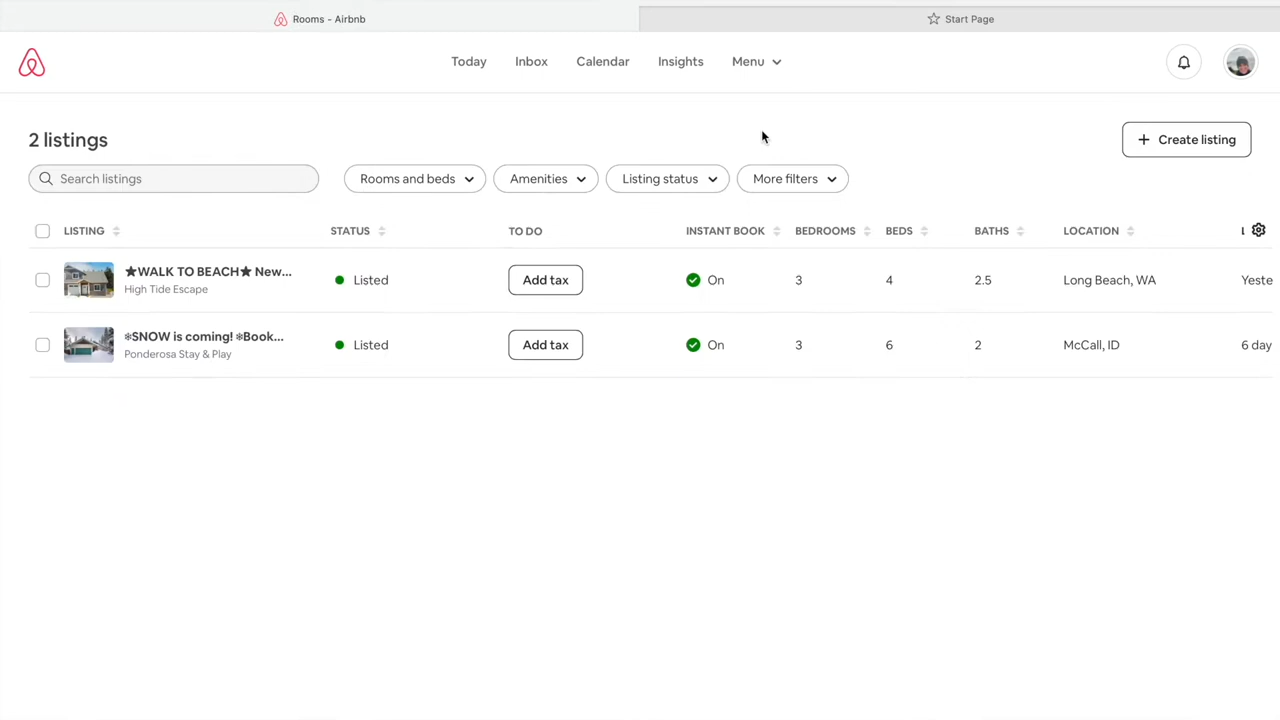 Rooms - Airbnb
Start Page
Today Inbox Calendar Insights Menu
2 listings
+ Create listing
Search listings
Rooms and beds
Amenities
Listing status
More filters
LISTING STATUS TO DO INSTANT BOOK BEDROOMS BEDS BATHS LOCATION
★WALK TO BEACH★ New...
High Tide Escape
Listed
Add tax
On
3
4
2.5
Long Beach, WA
Yeste
❄SNOW is coming! ❄Book...
Ponderosa Stay & Play
Listed
Add tax
On
3
6
2
McCall, ID
6 day